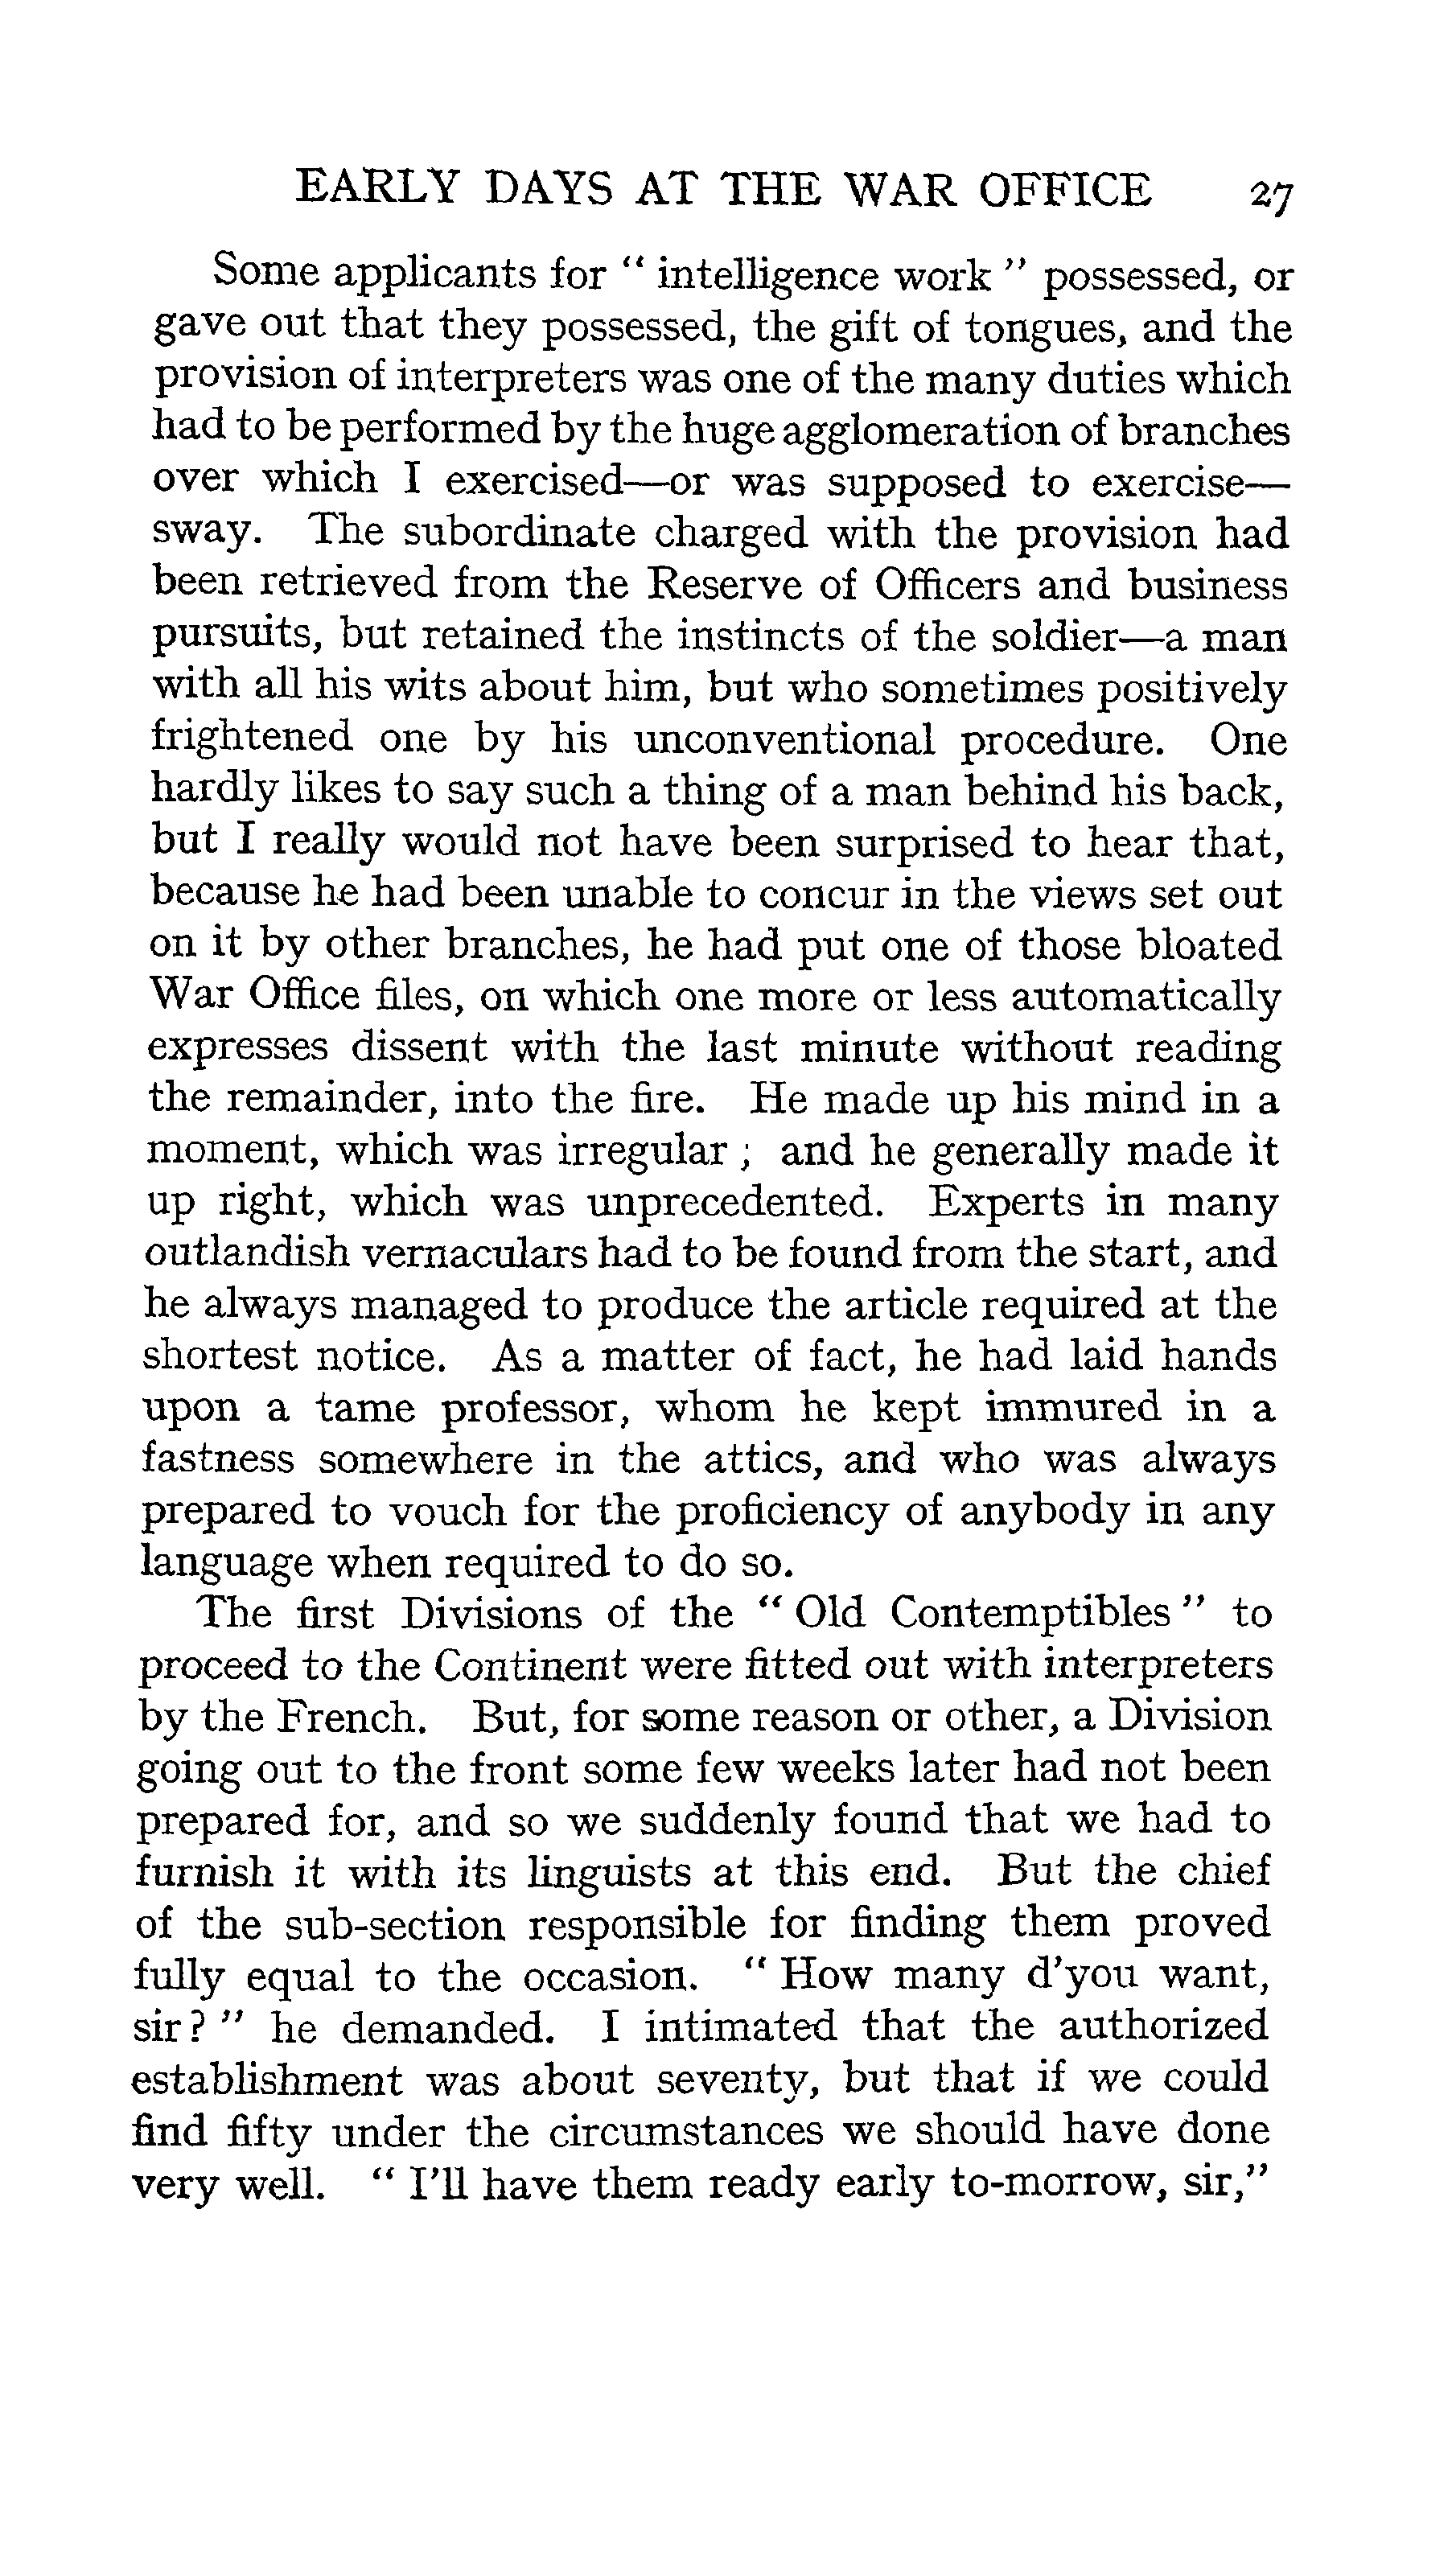 EARLY DAYS AT THE WAR OFFICE 27
Some applicants for " intelligence work " possessed, or
gave out that they possessed, the gift of tongues, and the
provision of interpreters was one of the many duties which
had to be performed by the huge agglomeration of branches
over which I exercised—or was supposed to exercise—
sway. The subordinate charged with the provision had
been retrieved from the Reserve of Officers and business
pursuits, but retained the instincts of the soldier—a man
with all his wits about him, but who sometimes positively
frightened one by his unconventional procedure. One
hardly likes to say such a thing of a man behind his back,
but I really would not have been surprised to hear that,
because he had been unable to concur in the views set out
on it by other branches, he had put one of those bloated
War Office files, on which one more or less automatically
expresses dissent with the last minute without reading
the remainder, into the fire. He made up his mind in a
moment, which was irregular ; and he generally made it
up right, which was unprecedented. Experts in many
outlandish vernaculars had to be found from the start, and
he always managed to produce the article required at the
shortest notice. As a matter of fact, he had laid hands
upon a tame professor, whom he kept immured in a
fastness somewhere in the attics, and who was always
prepared to vouch for the proficiency of anybody in any
language when required to do so.
The first Divisions of the " Old Contemptibles " to
proceed to the Continent were fitted out with interpreters
by the French. But, for some reason or other, a Division
going out to the front some few weeks later had not been
prepared for, and so we suddenly found that we had to
furnish it with its linguists at this end. But the chief
of the sub-section responsible for finding them proved
fully equal to the occasion. " How many d'you want,
sir? " he demanded. I intimated that the authorized
establishment was about seventy, but that if we could
find fifty under the circumstances we should have done
very well. " I'll have them ready early to-morrow, sir,"